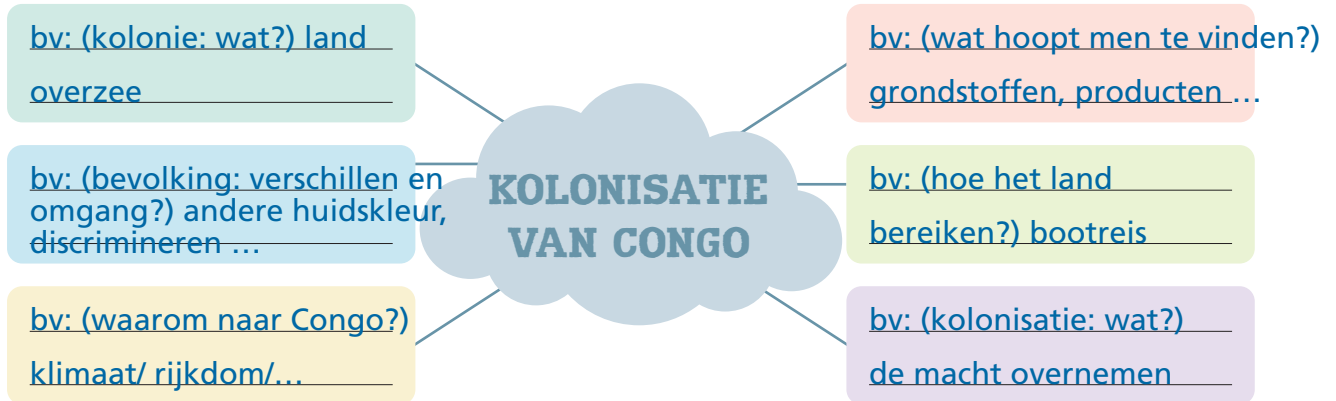 bv: (kolonie: wat?) land
overzee
bv: (bevolking: verschillen en
omgang?) andere huidskleur,
discrimineren …
bv: (waarom naar Congo?)
klimaat/ rijkdom/…
KOLONISATIE
VAN CONGO
bv: (wat hoopt men te vinden?)
grondstoffen, producten …
bv: (hoe het land
bereiken?) bootreis
bv: (kolonisatie: wat?)
de macht overnemen